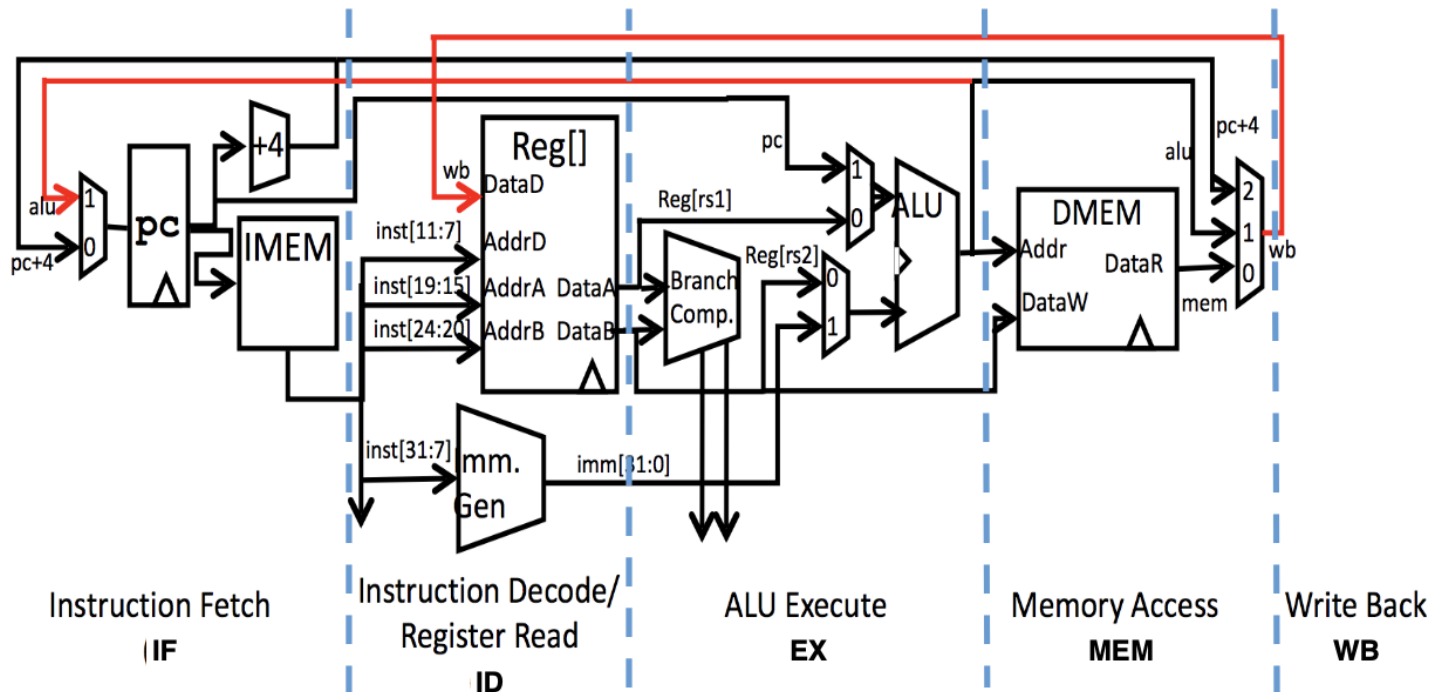 pc+4
alu
wb
pc
+4
Reg[]
DataD
AddrD
AddrA
AddrB
DataA
DataB
alu
1
0
pc+4
pc
IMEM
inst[11:7]
inst[19:15]
inst[24:20]
Reg[rs1]
Reg[rs2]
Branch
Comp.
1
0
0
1
ALU
DMEM
Addr
DataR
DataW
mem
2
1
0
wb
inst[31:7]
Imm.
Gen
imm[31:0]
Instruction Fetch
IF
Instruction Decode/
Register Read
ID
ALU Execute
EX
Memory Access
MEM
Write Back
WB